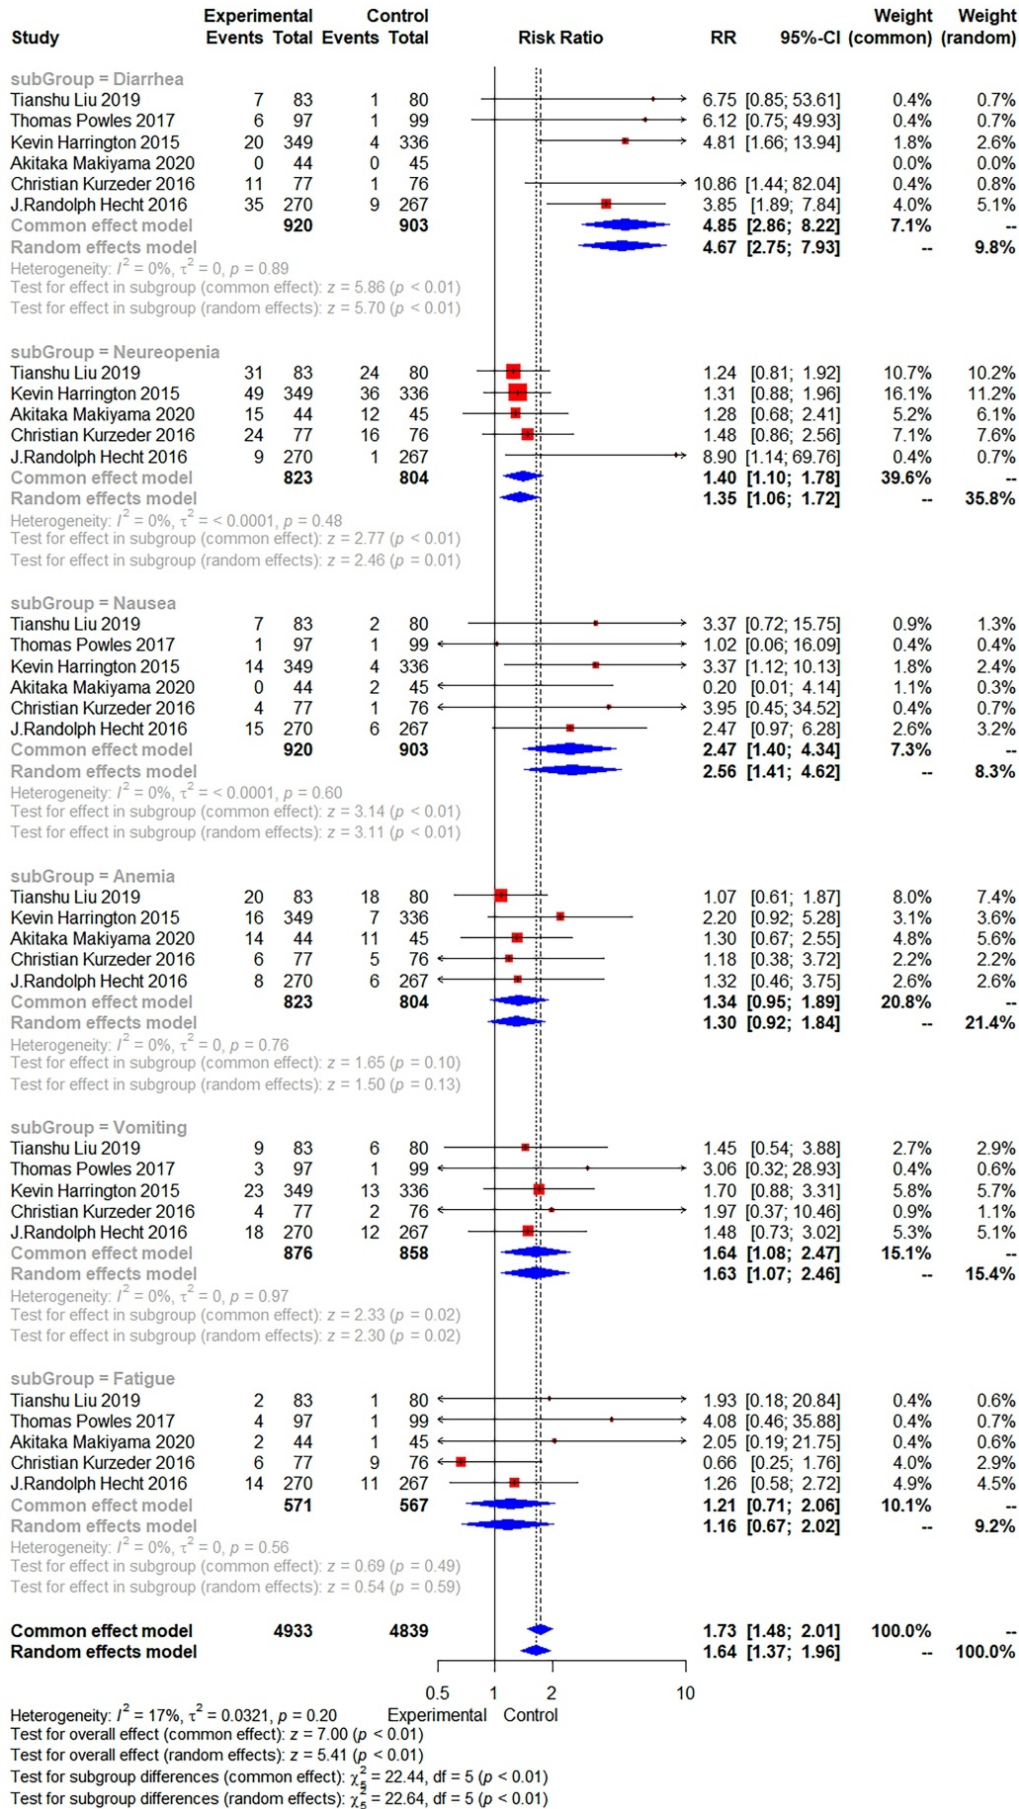 Experimental Control Weight Weight
Study Events Total Events Total Risk Ratio RR 95%-CI (common) (random)
subGroup = Diarrhea
Tianshu Liu 2019 7 83 1 80 6.75 [0.85; 53.61] 0.4% 0.7%
Thomas Powles 2017 6 97 1 99 6.12 [0.75; 49.93] 0.4% 0.7%
Kevin Harrington 2015 20 349 4 336 4.81 [1.66; 13.94] 1.8% 2.6%
Akitaka Makiyama 2020 0 44 0 45 0.0% 0.0%
Christian Kurzeder 2016 11 77 1 76 10.86 [1.44; 82.04] 0.4% 0.8%
J.Randolph Hecht 2016 35 270 9 267 3.85 [1.89; 7.84] 4.0% 5.1%
Common effect model 920 903 4.85 [2.86; 8.22] 7.1% --
Random effects model 4.67 [2.75; 7.93] -- 9.8%
Heterogeneity: I² = 0%, τ² = 0, p = 0.89
Test for effect in subgroup (common effect): z = 5.86 (p < 0.01)
Test for effect in subgroup (random effects): z = 5.70 (p < 0.01)
subGroup = Neureopenia
Tianshu Liu 2019 31 83 24 80 1.24 [0.81; 1.92] 10.7% 10.2%
Kevin Harrington 2015 49 349 36 336 1.31 [0.88; 1.96] 16.1% 11.2%
Akitaka Makiyama 2020 15 44 12 45 1.28 [0.68; 2.41] 5.2% 6.1%
Christian Kurzeder 2016 24 77 16 76 1.48 [0.86; 2.56] 7.1% 7.6%
J.Randolph Hecht 2016 9 270 1 267 8.90 [1.14; 69.76] 0.4% 0.7%
Common effect model 823 804 1.40 [1.10; 1.78] 39.6% --
Random effects model 1.35 [1.06; 1.72] -- 35.8%
Heterogeneity: I² = 0%, τ² = < 0.0001, p = 0.48
Test for effect in subgroup (common effect): z = 2.77 (p < 0.01)
Test for effect in subgroup (random effects): z = 2.46 (p = 0.01)
subGroup = Nausea
Tianshu Liu 2019 7 83 2 80 3.37 [0.72; 15.75] 0.9% 1.3%
Thomas Powles 2017 1 97 1 99 1.02 [0.06; 16.09] 0.4% 0.4%
Kevin Harrington 2015 14 349 4 336 3.37 [1.12; 10.13] 1.8% 2.4%
Akitaka Makiyama 2020 0 44 2 45 0.20 [0.01; 4.14] 1.1% 0.3%
Christian Kurzeder 2016 4 77 1 76 3.95 [0.45; 34.52] 0.4% 0.7%
J.Randolph Hecht 2016 15 270 6 267 2.47 [0.97; 6.28] 2.6% 3.2%
Common effect model 920 903 2.47 [1.40; 4.34] 7.3% --
Random effects model 2.56 [1.41; 4.62] -- 8.3%
Heterogeneity: I² = 0%, τ² = < 0.0001, p = 0.60
Test for effect in subgroup (common effect): z = 3.14 (p < 0.01)
Test for effect in subgroup (random effects): z = 3.11 (p < 0.01)
subGroup = Anemia
Tianshu Liu 2019 20 83 18 80 1.07 [0.61; 1.87] 8.0% 7.4%
Kevin Harrington 2015 16 349 7 336 2.20 [0.92; 5.28] 3.1% 3.6%
Akitaka Makiyama 2020 14 44 11 45 1.30 [0.67; 2.55] 4.8% 5.6%
Christian Kurzeder 2016 6 77 5 76 1.18 [0.38; 3.72] 2.2% 2.2%
J.Randolph Hecht 2016 8 270 6 267 1.32 [0.46; 3.75] 2.6% 2.6%
Common effect model 823 804 1.34 [0.95; 1.89] 20.8% --
Random effects model 1.30 [0.92; 1.84] -- 21.4%
Heterogeneity: I² = 0%, τ² = 0, p = 0.76
Test for effect in subgroup (common effect): z = 1.65 (p = 0.10)
Test for effect in subgroup (random effects): z = 1.50 (p = 0.13)
subGroup = Vomiting
Tianshu Liu 2019 9 83 6 80 1.45 [0.54; 3.88] 2.7% 2.9%
Thomas Powles 2017 3 97 1 99 3.06 [0.32; 28.93] 0.4% 0.6%
Kevin Harrington 2015 23 349 13 336 1.70 [0.88; 3.31] 5.8% 5.7%
Christian Kurzeder 2016 4 77 2 76 1.97 [0.37; 10.46] 0.9% 1.1%
J.Randolph Hecht 2016 18 270 12 267 1.48 [0.73; 3.02] 5.3% 5.1%
Common effect model 876 858 1.64 [1.08; 2.47] 15.1% --
Random effects model 1.63 [1.07; 2.46] -- 15.4%
Heterogeneity: I² = 0%, τ² = 0, p = 0.97
Test for effect in subgroup (common effect): z = 2.33 (p = 0.02)
Test for effect in subgroup (random effects): z = 2.30 (p = 0.02)
subGroup = Fatigue
Tianshu Liu 2019 2 83 1 80 1.93 [0.18; 20.84] 0.4% 0.6%
Thomas Powles 2017 4 97 1 99 4.08 [0.46; 35.88] 0.4% 0.7%
Akitaka Makiyama 2020 2 44 1 45 2.05 [0.19; 21.75] 0.4% 0.6%
Christian Kurzeder 2016 6 77 9 76 0.66 [0.25; 1.76] 4.0% 2.9%
J.Randolph Hecht 2016 14 270 11 267 1.26 [0.58; 2.72] 4.9% 4.5%
Common effect model 571 567 1.21 [0.71; 2.06] 10.1% --
Random effects model 1.16 [0.67; 2.02] -- 9.2%
Heterogeneity: I² = 0%, τ² = 0, p = 0.56
Test for effect in subgroup (common effect): z = 0.69 (p = 0.49)
Test for effect in subgroup (random effects): z = 0.54 (p = 0.59)
Common effect model 4933 4839 1.73 [1.48; 2.01] 100.0% --
Random effects model 1.64 [1.37; 1.96] -- 100.0%
0.5 1 2 10
Heterogeneity: I² = 17%, τ² = 0.0321, p = 0.20 Experimental Control
Test for overall effect (common effect): z = 7.00 (p < 0.01)
Test for overall effect (random effects): z = 5.41 (p < 0.01)
Test for subgroup differences (common effect): χ²₅ = 22.44, df = 5 (p < 0.01)
Test for subgroup differences (random effects): χ²₅ = 22.64, df = 5 (p < 0.01)